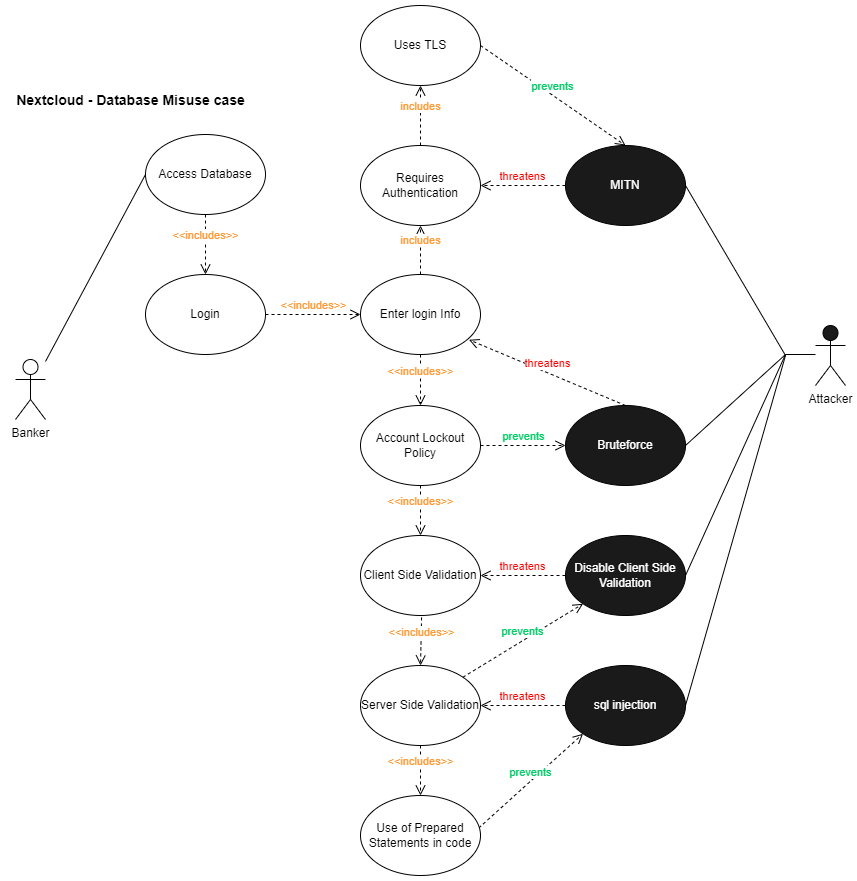 Uses TLS
prevents
Nextcloud - Database Misuse case
includes
Access Database
Requires
Authentication
threatens
MITN
<<includes>>
includes
Login
<<includes>>
Enter login Info
threatens
<<includes>>
Banker
Attacker
Account Lockout
Policy
prevents
Bruteforce
<<includes>>
Client Side Validation
threatens
Disable Client Side
Validation
<<includes>>
prevents
Server Side Validation
threatens
sql injection
<<includes>>
prevents
Use of Prepared
Statements in code